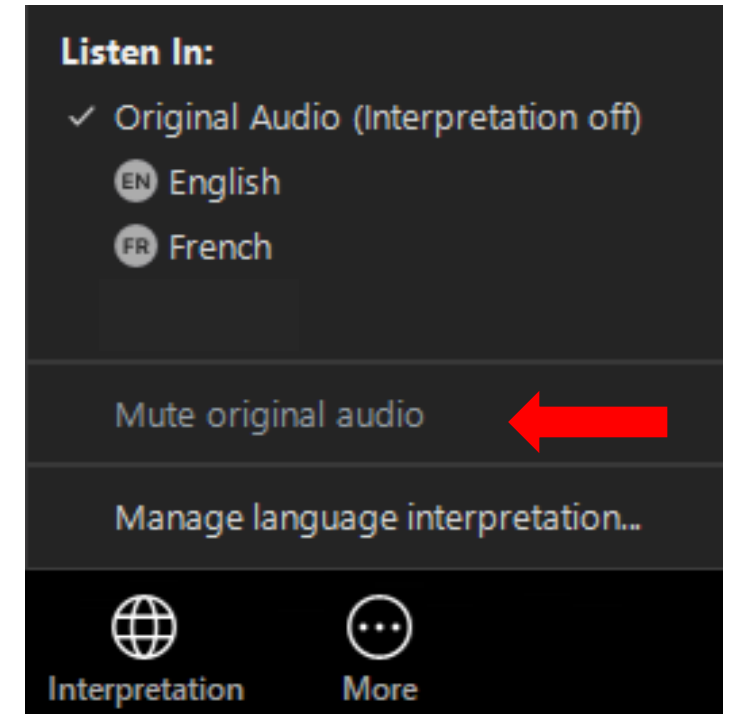 Listen In:
Original Audio (Interpretation off)
EN English
FR French
Mute original audio
Manage language interpretation...
Interpretation More